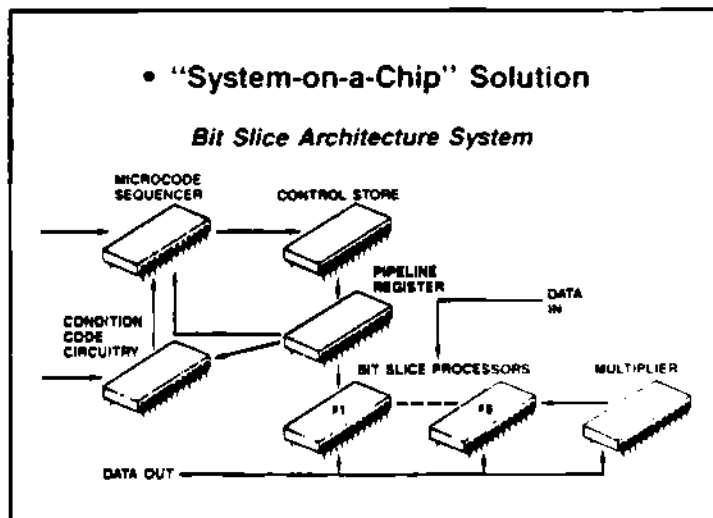 • "System-on-a-Chip" Solution
Bit Slice Architecture System
MICROCODE
SEQUENCER
CONTROL STORE
PIPELINE
REGISTER
DATA
IN
CONDITION
CODE
CIRCUITRY
BIT SLICE PROCESSORS
MULTIPLIER
#1
DATA OUT